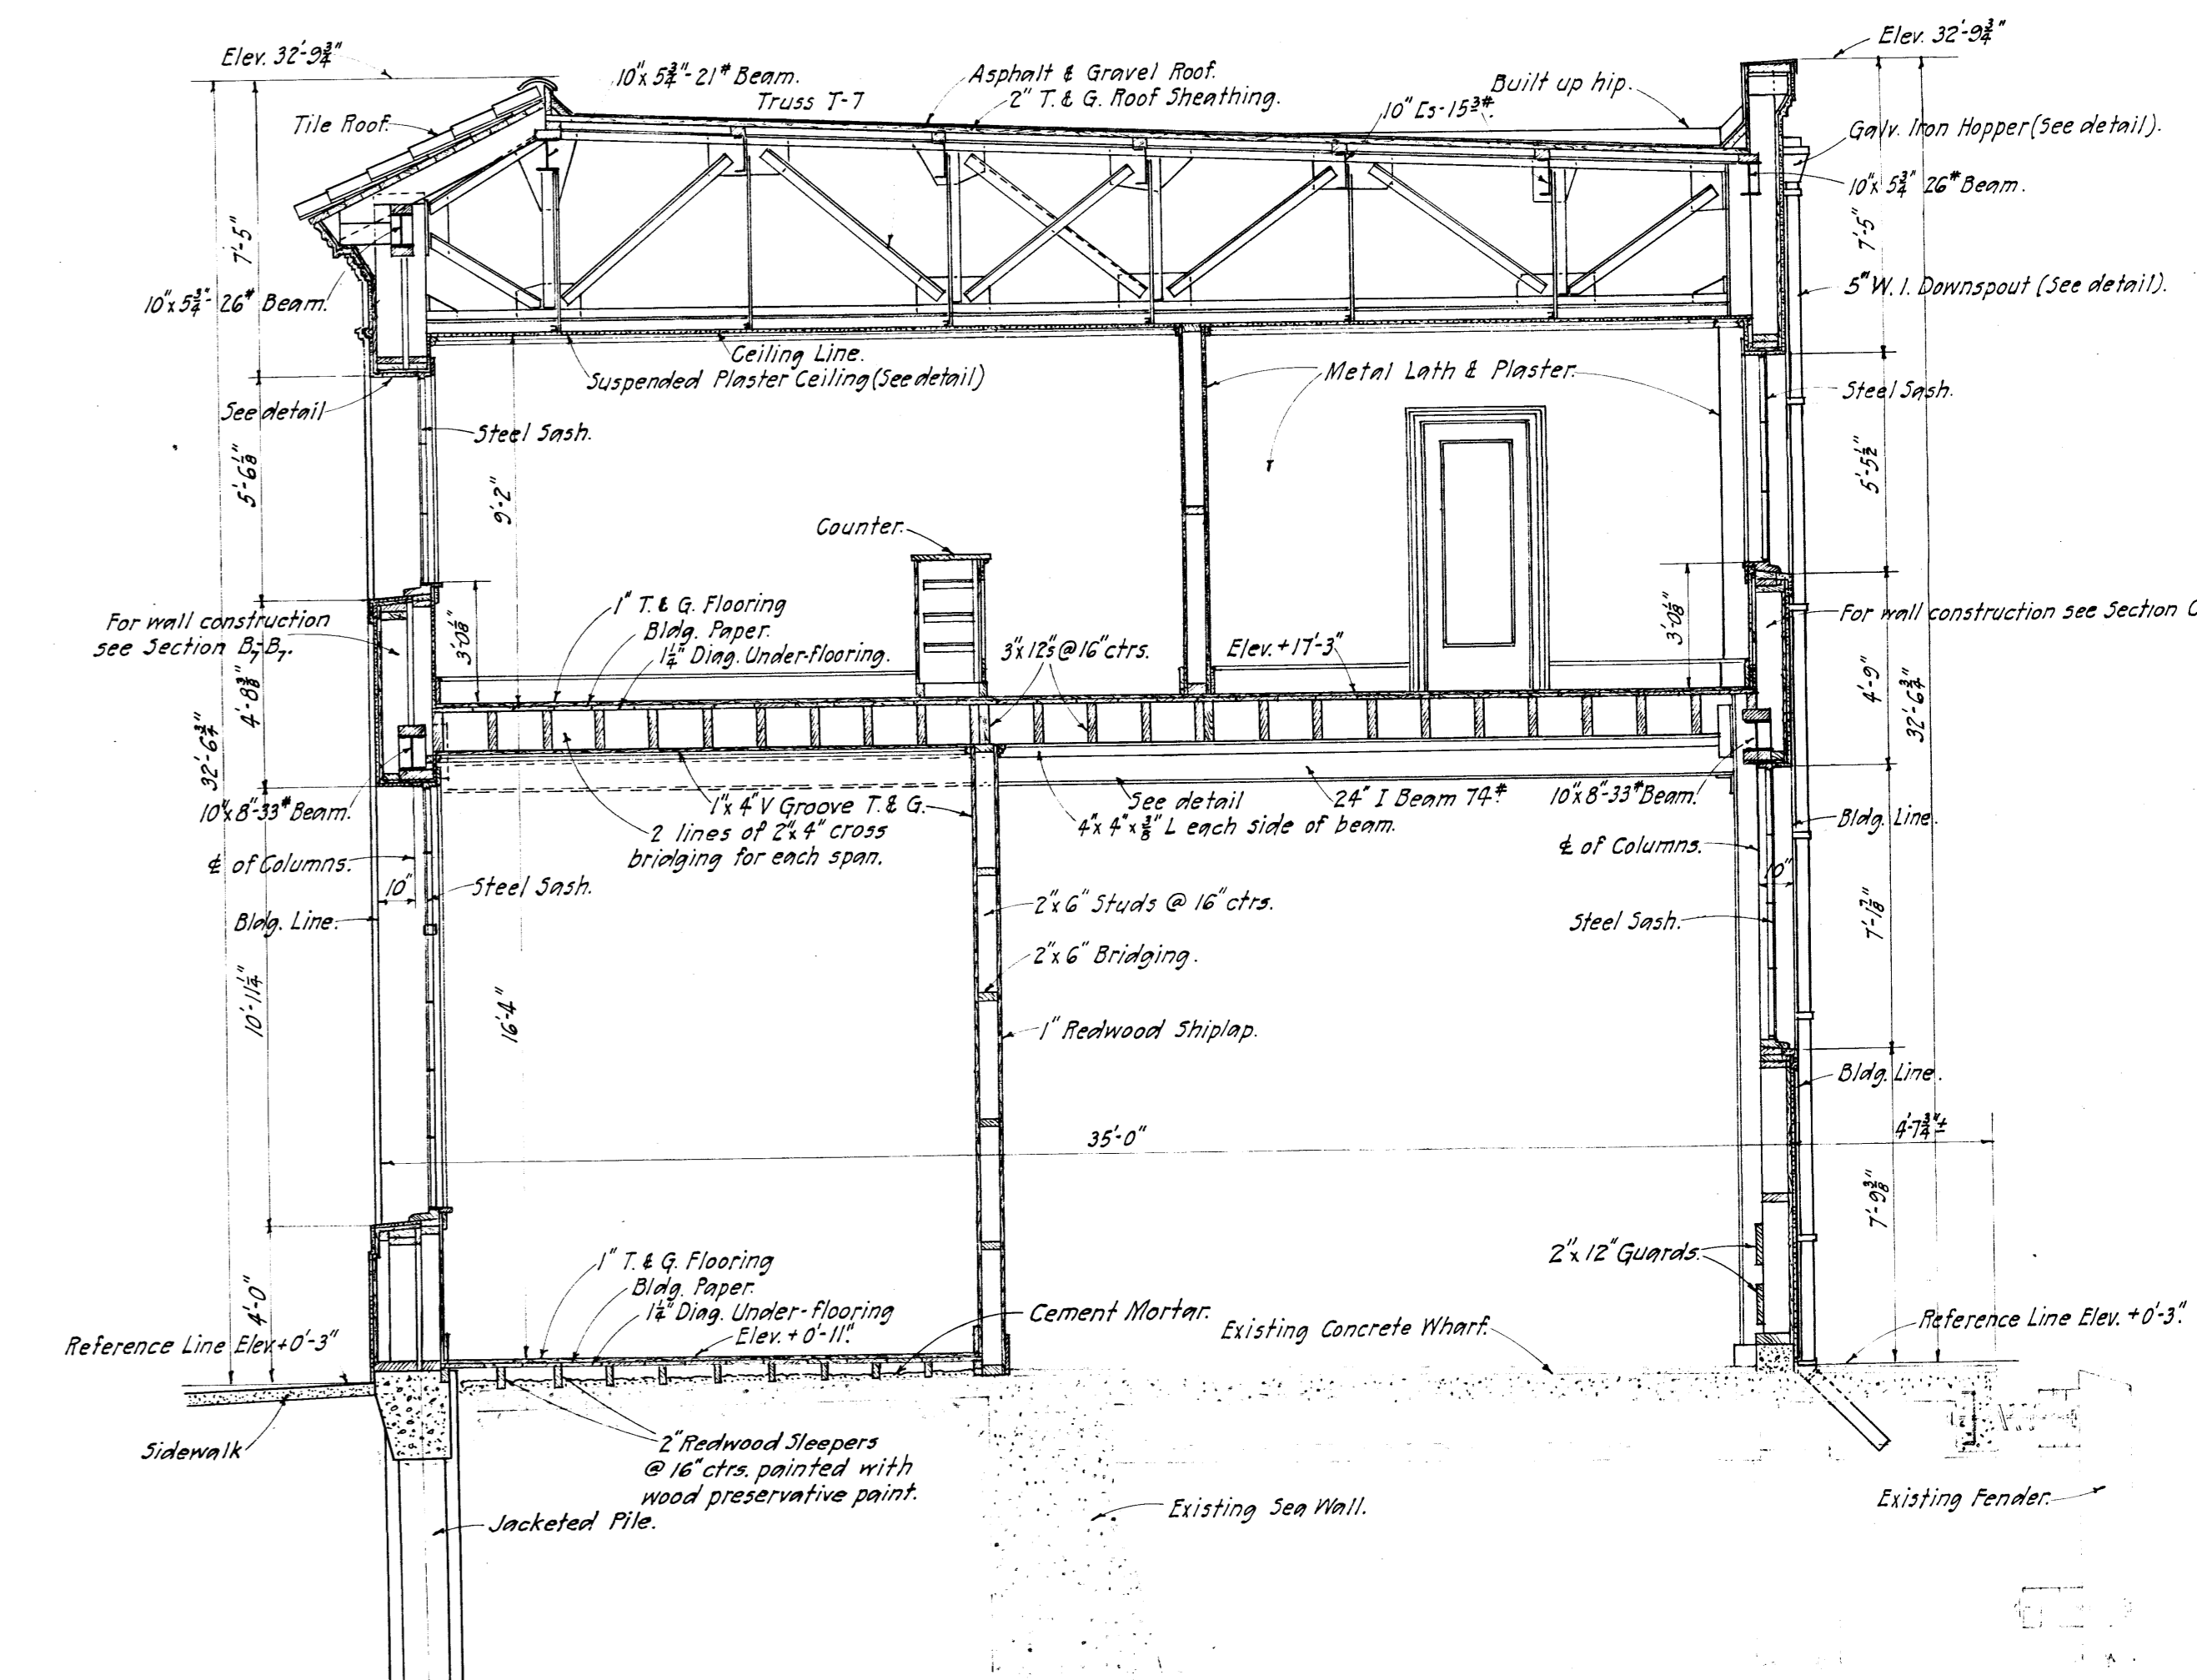 Elev. 32'-9¾"
Elev. 32'-9¾"
10"x 5¾"-21# Beam.
Truss T-7
Asphalt & Gravel Roof.
2" T. & G. Roof Sheathing.
Built up hip.
10" [s-15¾#.
Tile Roof.
Galv. Iron Hopper (See detail).
10"x 5¾" 26# Beam.
7'-5"
7'-5"
10"x 5¾"- 26# Beam.
5" W. I. Downspout (See detail).
Ceiling Line.
Suspended Plaster Ceiling (See detail)
Metal Lath & Plaster.
See detail
Steel Sash.
Steel Sash.
5'-6⅛"
9'-2"
5'-5½"
Counter.
For wall construction
see Section B7-B7.
1" T. & G. Flooring
Bldg. Paper.
1¼" Diag. Under-flooring.
3'-0⅛"
3"x 12s @ 16" ctrs.
Elev. + 17'-3"
3'-0⅛"
For wall construction see Section C
4'-8⅜"
4'-9"
32'-6¾"
32'-6¾"
10"x 8"-33# Beam.
1"x 4" V Groove T. & G.
2 lines of 2"x 4" cross
bridging for each span.
See detail
4"x 4"x ⅜" L each side of beam.
24" I Beam 74#
10"x 8"-33# Beam.
Bldg. Line.
℄ of Columns.
℄ of Columns.
10"
10"
Steel Sash.
2"x 6" Studs @ 16" ctrs.
Bldg. Line.
Steel Sash.
7'-1⅞"
2"x 6" Bridging.
10'-11¼"
16'-4"
1" Redwood Shiplap.
Bldg. Line.
35'-0"
4'-7¾"±
7'-9⅜"
1" T. & G. Flooring
Bldg. Paper.
1¼" Diag. Under-flooring
Elev. + 0'-11".
2"x 12" Guards.
4'-0"
Cement Mortar.
Existing Concrete Wharf.
Reference Line Elev. +0'-3"
Reference Line Elev. +0'-3".
Sidewalk
2" Redwood Sleepers
@ 16" ctrs. painted with
wood preservative paint.
Jacketed Pile.
Existing Sea Wall.
Existing Fender.